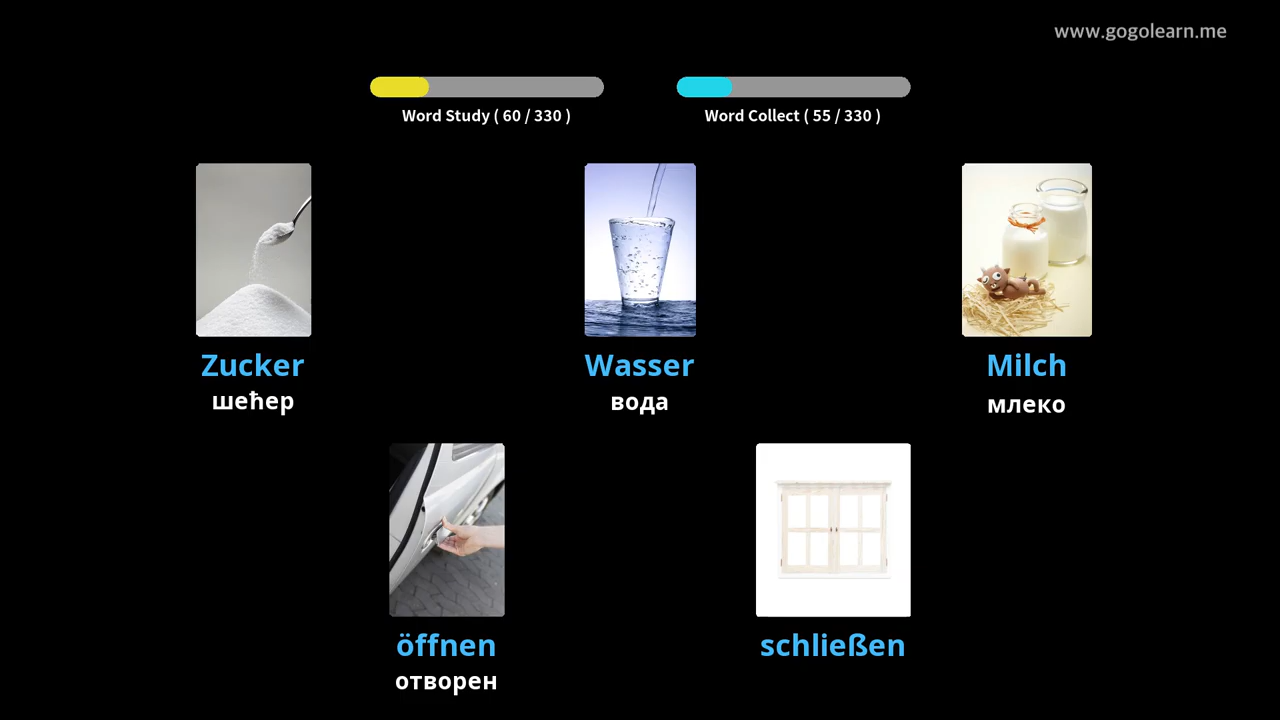 www.gogolearn.me
Word Study ( 60 / 330 )
Word Collect ( 55 / 330 )
Zucker
шећер
Wasser
вода
Milch
млеко
öffnen
отворен
schließen